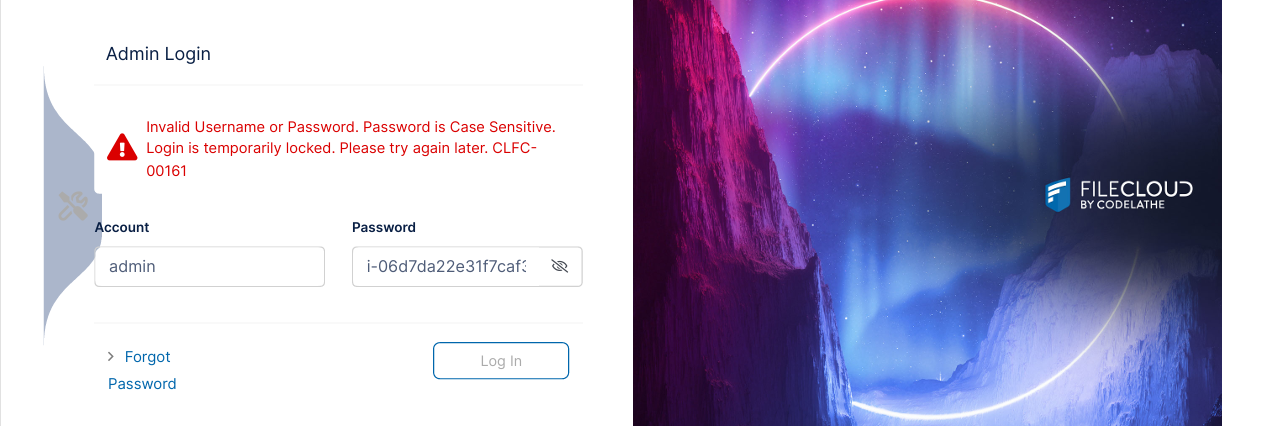 Admin Login
Invalid Username or Password. Password is Case Sensitive.
Login is temporarily locked. Please try again later. CLFC-
00161
Account
Password
admin
i-06d7da22e31f7caf
Forgot
Password
Log In
FILECLOUD
BY CODELATHE